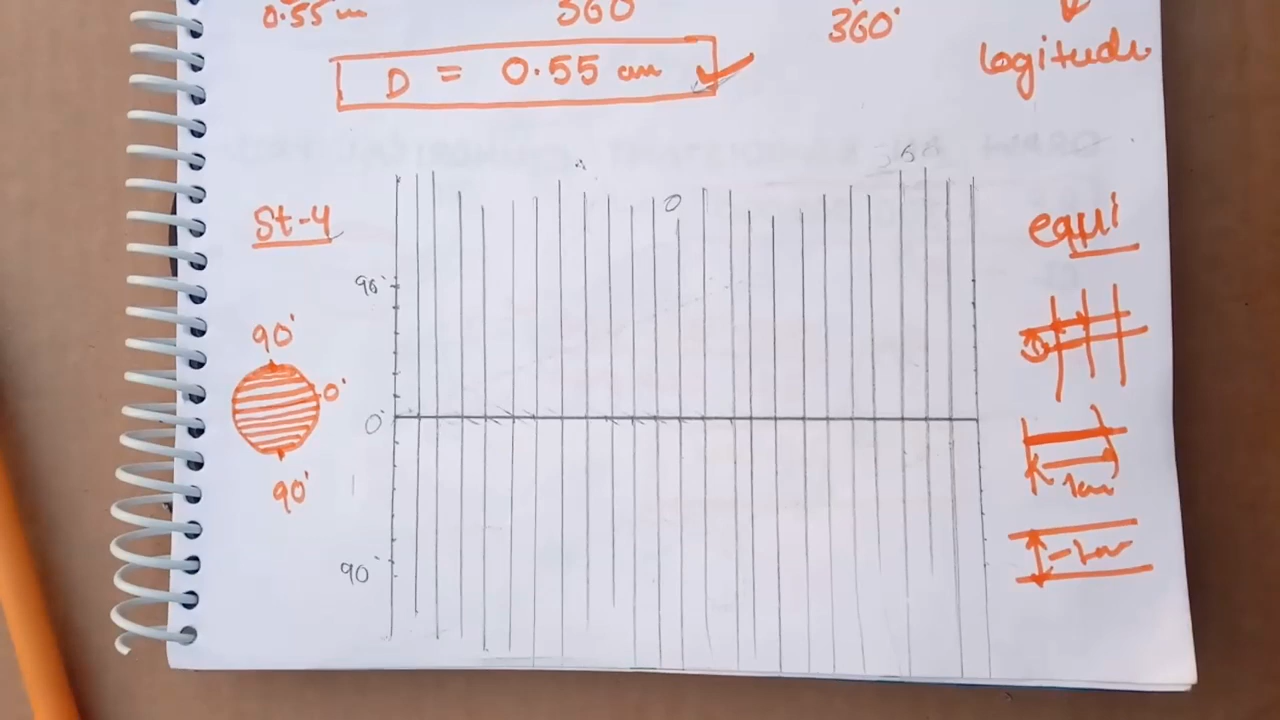 0.55 cm 360 360°
logitude
D = 0.55 cm
St-4
0
equi
90°
90°
0°
0°
90°
1cm
90°